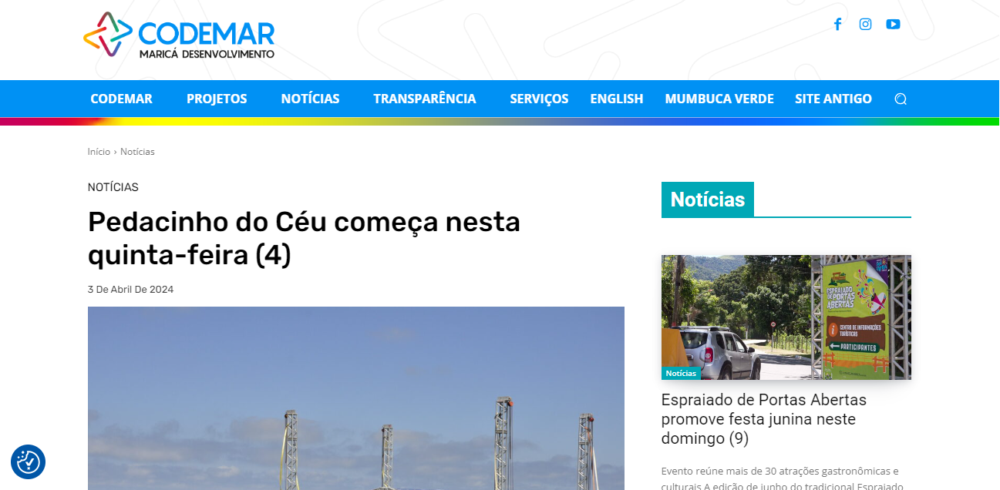 CODEMAR
MARICÁ DESENVOLVIMENTO
CODEMAR PROJETOS NOTÍCIAS TRANSPARÊNCIA SERVIÇOS ENGLISH MUMBUCA VERDE SITE ANTIGO
Início › Notícias
NOTÍCIAS
Pedacinho do Céu começa nesta
quinta-feira (4)
3 De Abril De 2024
Notícias
ESPRAIADO
DE PORTAS
ABERTAS
CENTRO DE INFORMAÇÕES
TURÍSTICAS
PARTICIPANTES
Notícias
Espraiado de Portas Abertas
promove festa junina neste
domingo (9)
Evento reúne mais de 30 atrações gastronômicas e
culturais A edição de junho do tradicional Espraiado